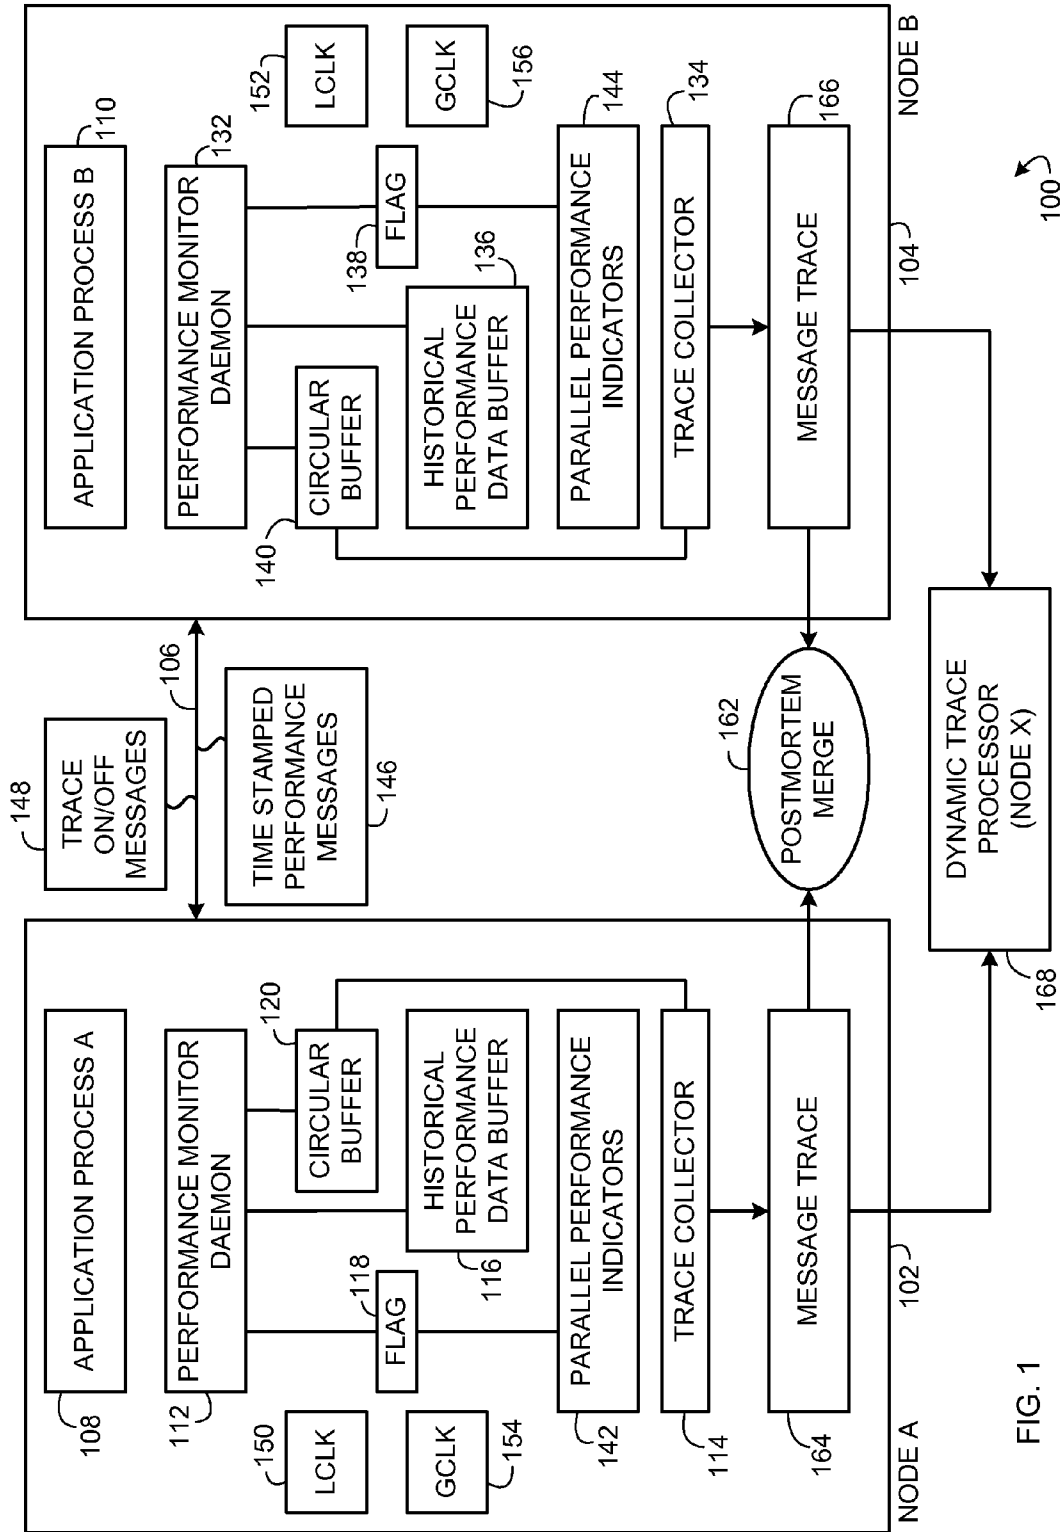 108
APPLICATION PROCESS A
112
PERFORMANCE MONITOR
DAEMON
150
LCLK
120
CIRCULAR
BUFFER
118
FLAG
154
GCLK
HISTORICAL
PERFORMANCE
DATA BUFFER
116
142
PARALLEL PERFORMANCE
INDICATORS
114
TRACE COLLECTOR
164
MESSAGE TRACE
NODE A
102
148
TRACE
ON/OFF
MESSAGES
106
TIME STAMPED
PERFORMANCE
MESSAGES
146
162
POSTMORTEM
MERGE
DYNAMIC TRACE
PROCESSOR
(NODE X)
168
APPLICATION PROCESS B
110
PERFORMANCE MONITOR
DAEMON
132
152
LCLK
CIRCULAR
BUFFER
140
138
FLAG
GCLK
156
HISTORICAL
PERFORMANCE
DATA BUFFER
136
PARALLEL PERFORMANCE
INDICATORS
144
TRACE COLLECTOR
134
MESSAGE TRACE
166
104
NODE B
100
FIG. 1